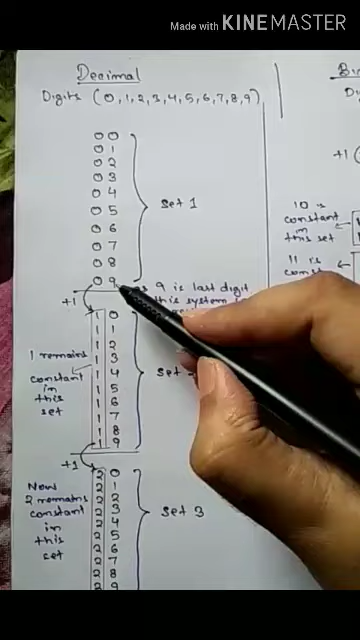 Made with KINEMASTER
Decimal
Digits (0,1,2,3,4,5,6,7,8,9)
00
01
02
03
04
05
06
07
08
09
set 1
+1
9 is last digit
this system
10
11
12
13
14
15
16
17
18
19
1 remains
constant
in this
set
set
+1
20
21
22
23
24
25
26
27
28
29
Now
2 remains
constant
in this
set
set 3
+1
10 is
constant
in this set
11 is